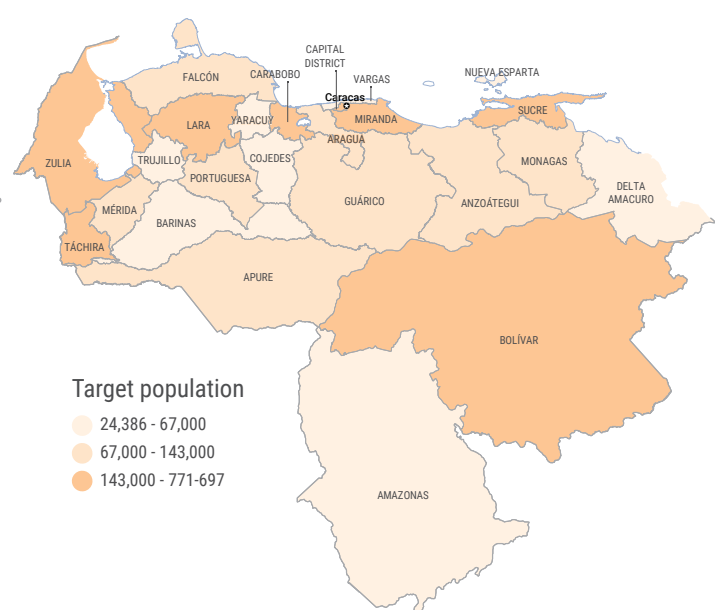 CAPITAL
DISTRICT
FALCÓN
CARABOBO
VARGAS
NUEVA ESPARTA
Caracas
LARA
YARACUY
MIRANDA
SUCRE
ARAGUA
ZULIA
TRUJILLO
COJEDES
MONAGAS
PORTUGUESA
DELTA
AMACURO
MÉRIDA
GUÁRICO
ANZOÁTEGUI
BARINAS
TÁCHIRA
APURE
BOLÍVAR
Target population
24,386 - 67,000
67,000 - 143,000
143,000 - 771-697
AMAZONAS